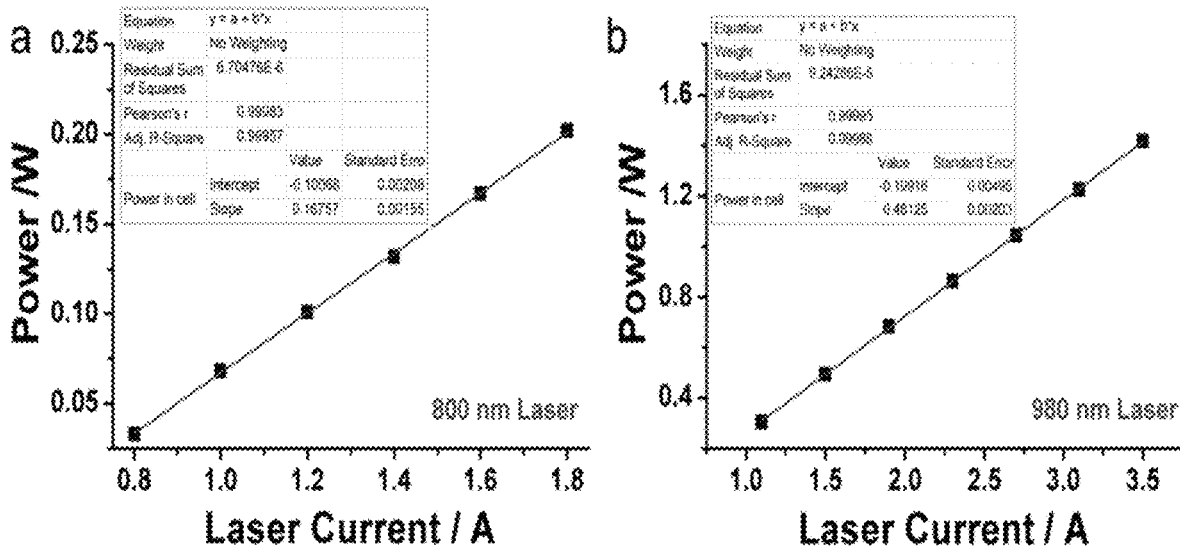 a
Equation y = a + b*x
Weight No Weighting
Residual Sum
of Squares
Pearson's r
Adj. R-Square
Value Standard Erro
Power in cell Intercept
Slope
0.25
0.20
0.15
0.10
0.05
Power /W
800 nm Laser
0.8 1.0 1.2 1.4 1.6 1.8
Laser Current / A
b
Equation y = a + b*x
Weight No Weighting
Residual Sum
of Squares
Pearson's r
Adj. R-Square
Value Standard Error
Power in cell Intercept
Slope
1.6
1.2
0.8
0.4
Power /W
980 nm Laser
1.0 1.5 2.0 2.5 3.0 3.5
Laser Current / A